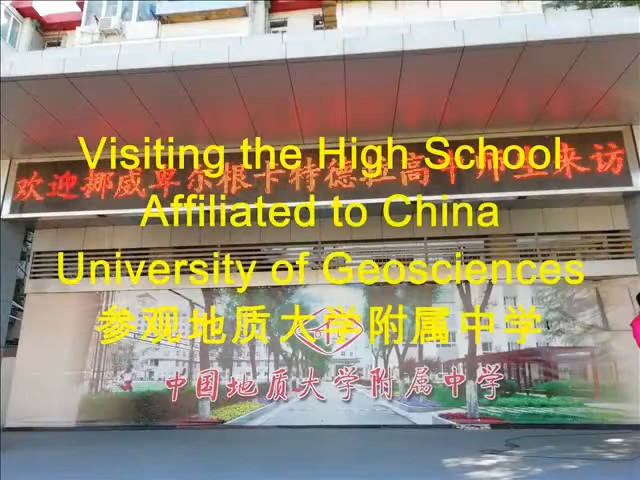 Visiting the High School
欢迎挪威卑尔根卡特德拉高中师生来访
Affiliated to China
University of Geosciences
参观地质大学附属中学
中国地质大学附属中学